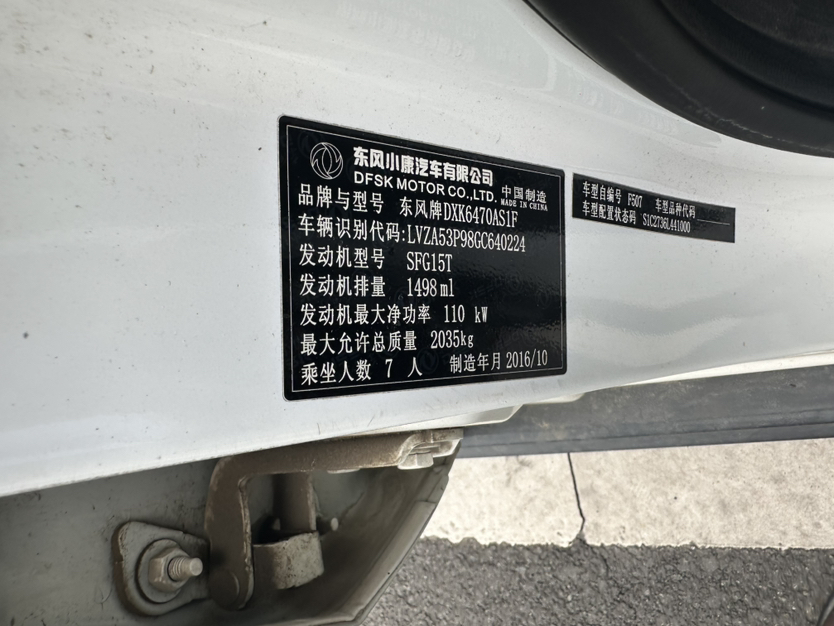 东风小康汽车有限公司
DFSK MOTOR CO.,LTD.
中国制造
MADE IN CHINA
品牌与型号 东风牌DXK6470AS1F
车辆识别代码:LVZA53P98GC640224
发动机型号 SFG15T
发动机排量 1498ml
发动机最大净功率 110 kW
最大允许总质量 2035kg
乘坐人数 7 人 制造年月 2016/10
车型自编号 F507 车型品种代码
车型配置状态码 S1C2736L441000